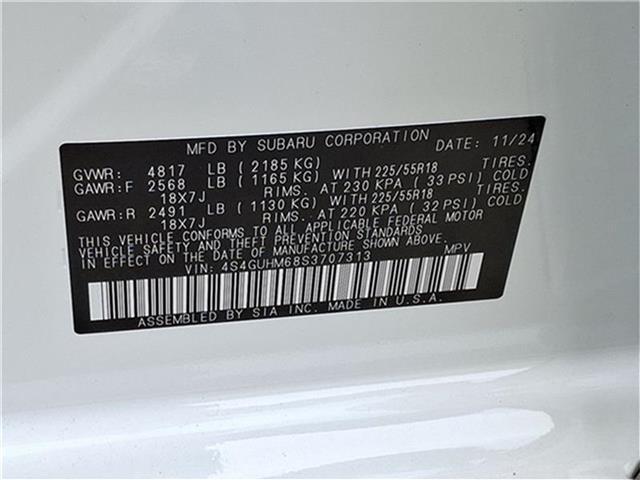 MFD BY SUBARU CORPORATION DATE: 11/24
GVWR: 4817 LB (2185 KG) TIRES.
GAWR:F 2568 LB (1165 KG) WITH 225/55R18
18X7J RIMS. AT 230 KPA (33 PSI) COLD
GAWR:R 2491 LB (1130 KG) WITH 225/55R18 TIRES.
18X7J RIMS. AT 220 KPA (32 PSI) COLD
THIS VEHICLE CONFORMS TO ALL APPLICABLE FEDERAL MOTOR
VEHICLE SAFETY AND THEFT PREVENTION STANDARDS IN
EFFECT ON THE DATE OF MANUFACTURE SHOWN ABOVE.
VIN: 4S4GUHM68S3707313 MPV
ASSEMBLED BY SIA INC. MADE IN U.S.A.